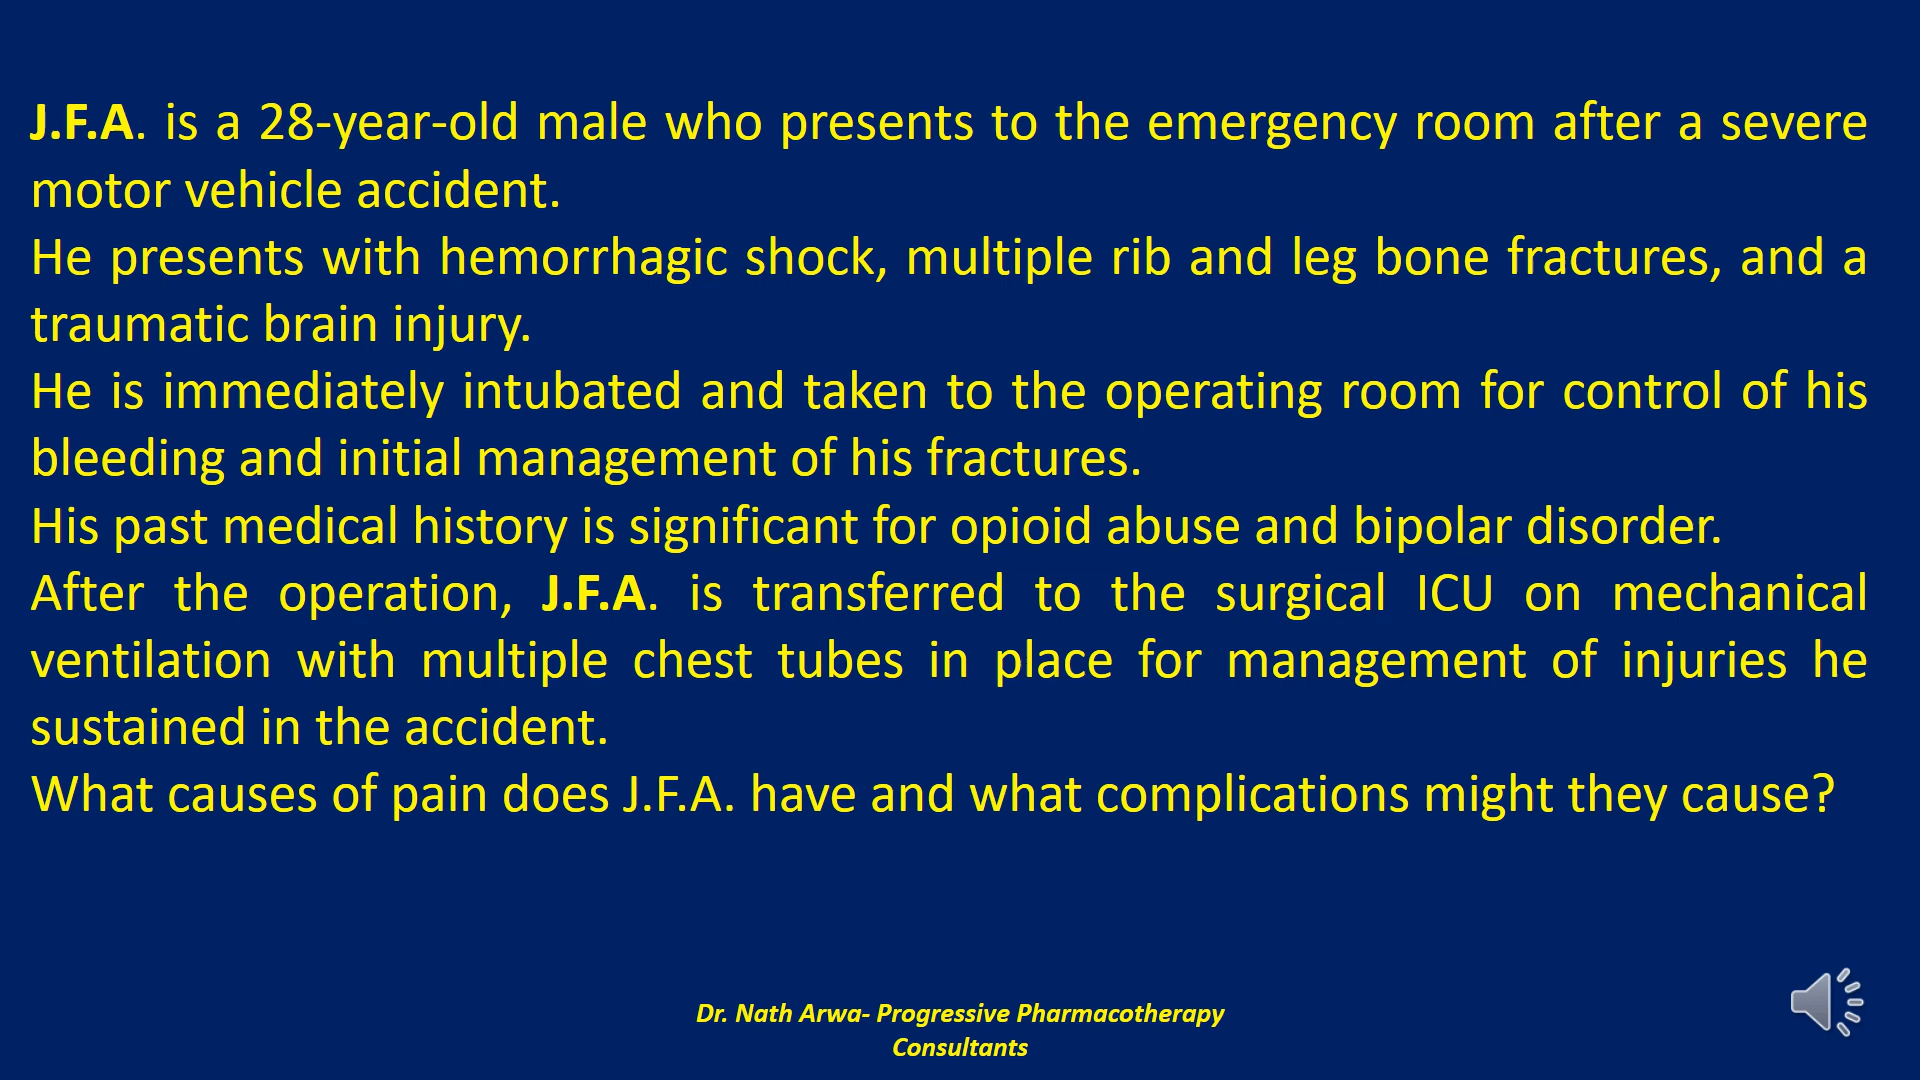 J.F.A. is a 28-year-old male who presents to the emergency room after a severe
motor vehicle accident.
He presents with hemorrhagic shock, multiple rib and leg bone fractures, and a
traumatic brain injury.
He is immediately intubated and taken to the operating room for control of his
bleeding and initial management of his fractures.
His past medical history is significant for opioid abuse and bipolar disorder.
After the operation, J.F.A. is transferred to the surgical ICU on mechanical
ventilation with multiple chest tubes in place for management of injuries he
sustained in the accident.
What causes of pain does J.F.A. have and what complications might they cause?
Dr. Nath Arwa- Progressive Pharmacotherapy
Consultants